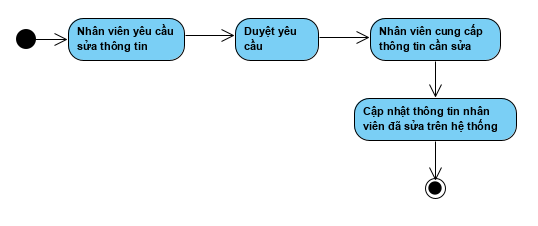 Nhân viên yêu cầu
sửa thông tin
Duyệt yêu
cầu
Nhân viên cung cấp
thông tin cần sửa
Cập nhật thông tin nhân
viên đã sửa trên hệ thống